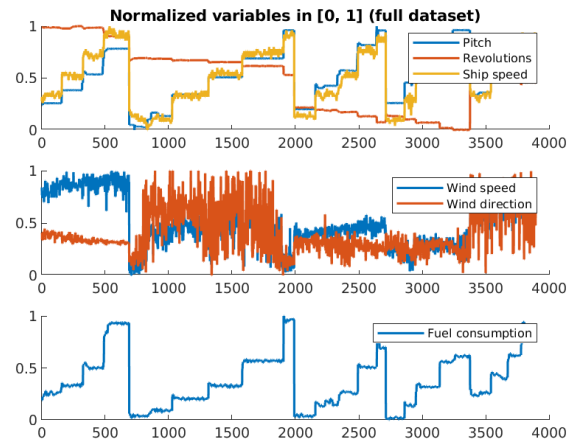 Normalized variables in [0, 1] (full dataset)
1
0.5
0
Pitch
Revolutions
Ship speed
0 500 1000 1500 2000 2500 3000 3500 4000
1
0.5
0
Wind speed
Wind direction
0 500 1000 1500 2000 2500 3000 3500 4000
1
0.5
0
Fuel consumption
0 500 1000 1500 2000 2500 3000 3500 4000